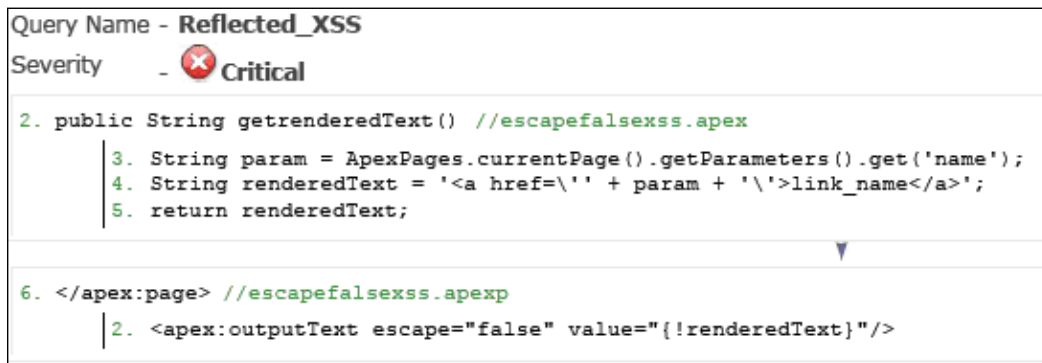 Query Name - Reflected_XSS
Severity - Critical
2. public String getrenderedText() //escapefalsexss.apex
3. String param = ApexPages.currentPage().getParameters().get('name');
4. String renderedText = '<a href=\'' + param + '\'>link_name</a>';
5. return renderedText;
6. </apex:page> //escapefalsexss.apexp
2. <apex:outputText escape="false" value="{!renderedText}"/>